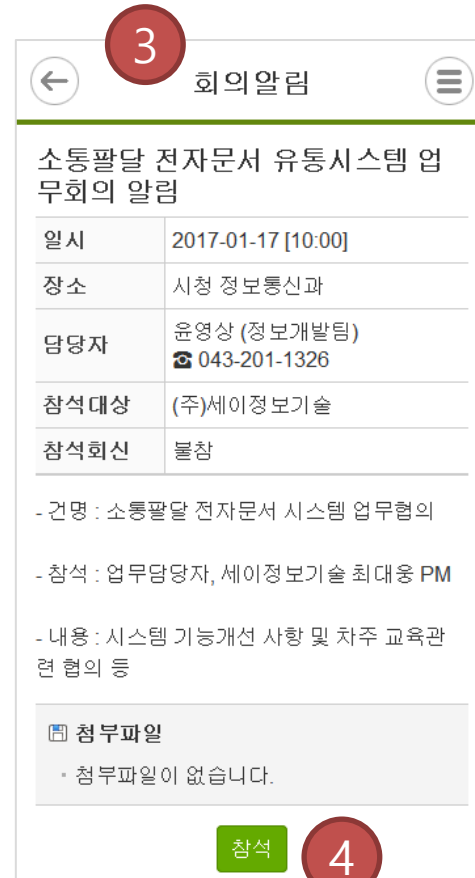 3
회의알림
소통팔달 전자문서 유통시스템 업
무회의 알림
일시 2017-01-17 [10:00]
장소 시청 정보통신과
담당자 윤영상 (정보개발팀)
☎ 043-201-1326
참석대상 (주)세이정보기술
참석회신 불참
- 건명 : 소통팔달 전자문서 시스템 업무협의
- 참석 : 업무담당자, 세이정보기술 최대웅 PM
- 내용 : 시스템 기능개선 사항 및 차주 교육관
련 협의 등
첨부파일
· 첨부파일이 없습니다.
참석
4